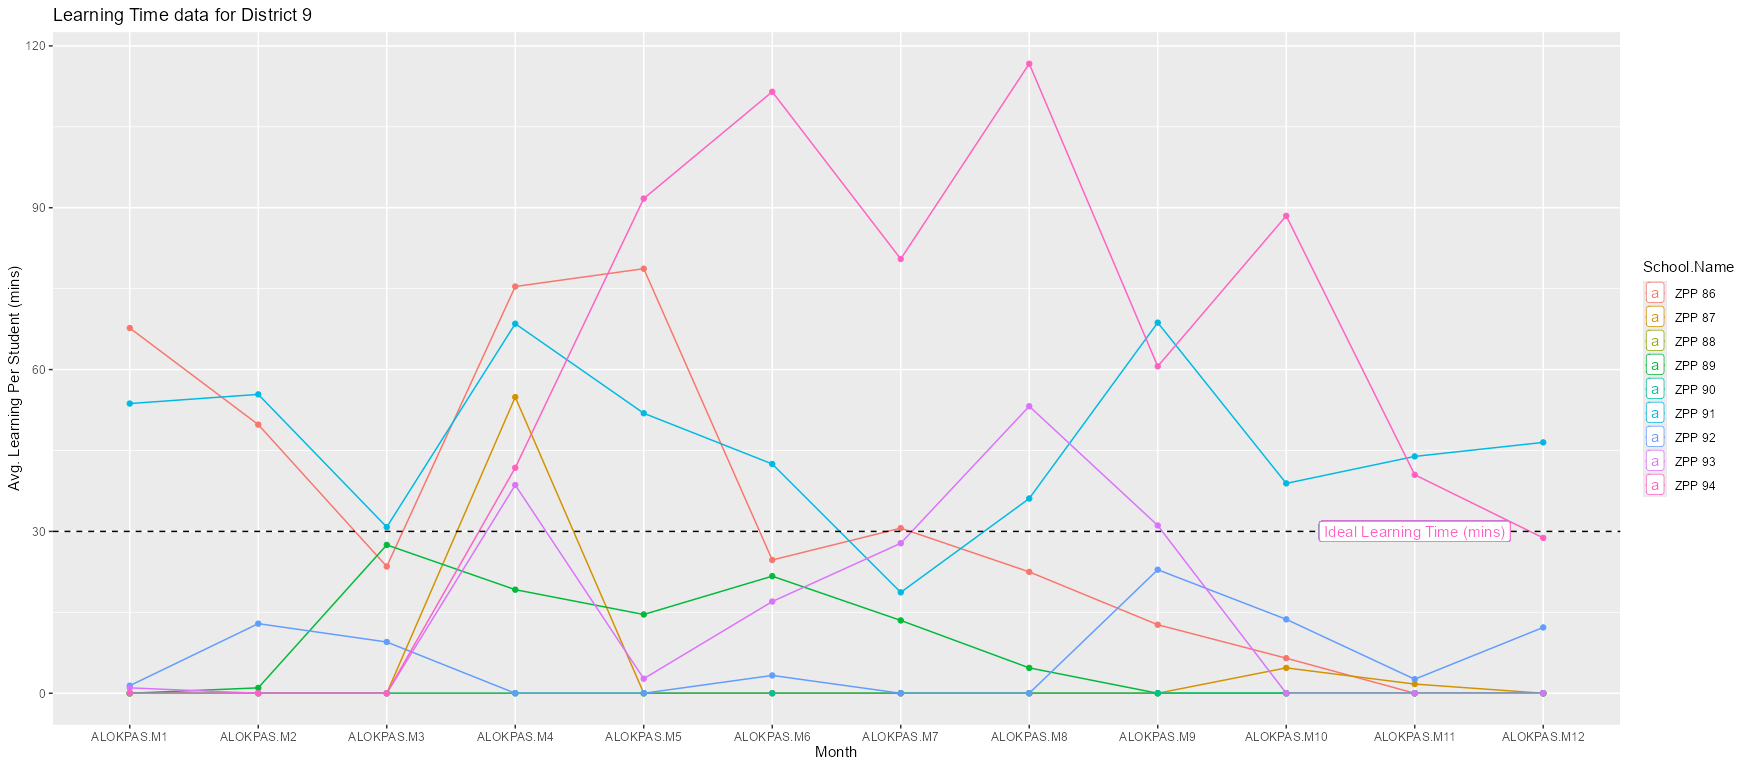 Learning Time data for District 9
120
90
60
30
0
Avg. Learning Per Student (mins)
Ideal Learning Time (mins)
ALOKPAS.M1 ALOKPAS.M2 ALOKPAS.M3 ALOKPAS.M4 ALOKPAS.M5 ALOKPAS.M6 ALOKPAS.M7 ALOKPAS.M8 ALOKPAS.M9 ALOKPAS.M10 ALOKPAS.M11 ALOKPAS.M12
Month
School.Name
a ZPP 86
a ZPP 87
a ZPP 88
a ZPP 89
a ZPP 90
a ZPP 91
a ZPP 92
a ZPP 93
a ZPP 94